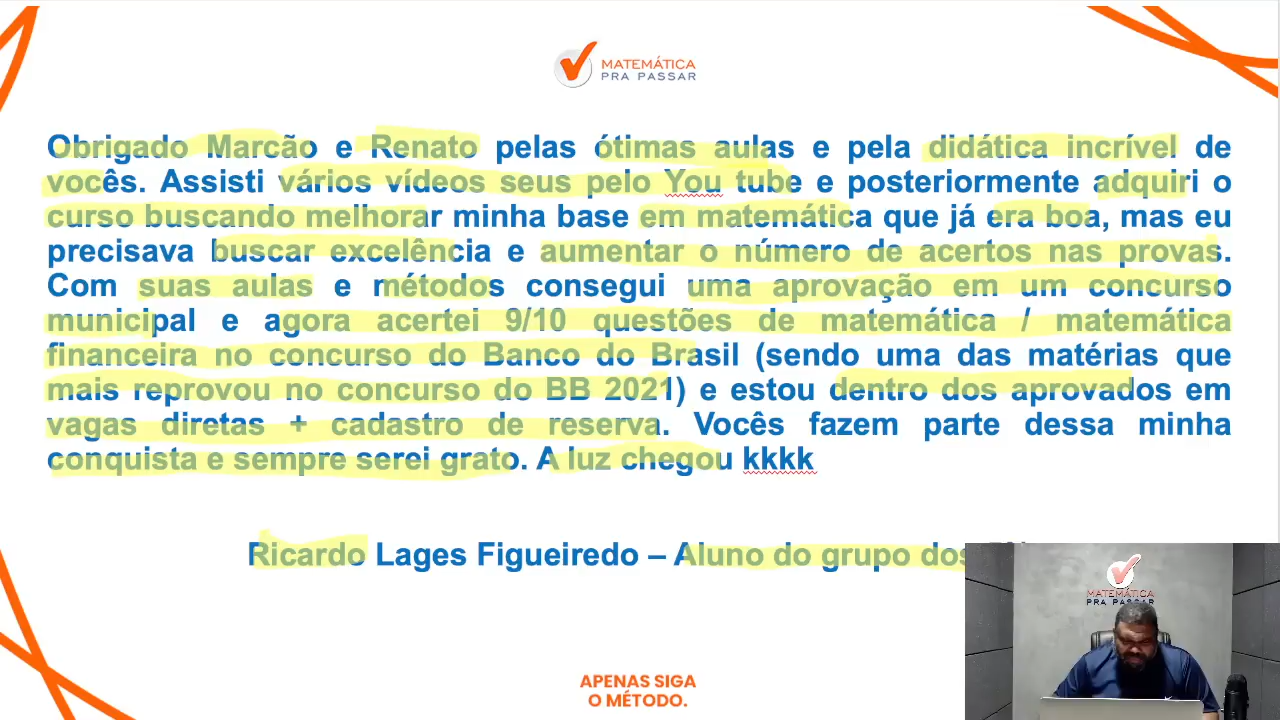 MATEMÁTICA
PRA PASSAR
Obrigado Marcão e Renato pelas ótimas aulas e pela didática incrível de
vocês. Assisti vários vídeos seus pelo You tube e posteriormente adquiri o
curso buscando melhorar minha base em matemática que já era boa, mas eu
precisava buscar excelência e aumentar o número de acertos nas provas.
Com suas aulas e métodos consegui uma aprovação em um concurso
municipal e agora acertei 9/10 questões de matemática / matemática
financeira no concurso do Banco do Brasil (sendo uma das matérias que
mais reprovou no concurso do BB 2021) e estou dentro dos aprovados em
vagas diretas + cadastro de reserva. Vocês fazem parte dessa minha
conquista e sempre serei grato. A luz chegou kkkk
Ricardo Lages Figueiredo – Aluno do grupo dos
MATEMÁTICA
PRA PASSAR
APENAS SIGA
O MÉTODO.